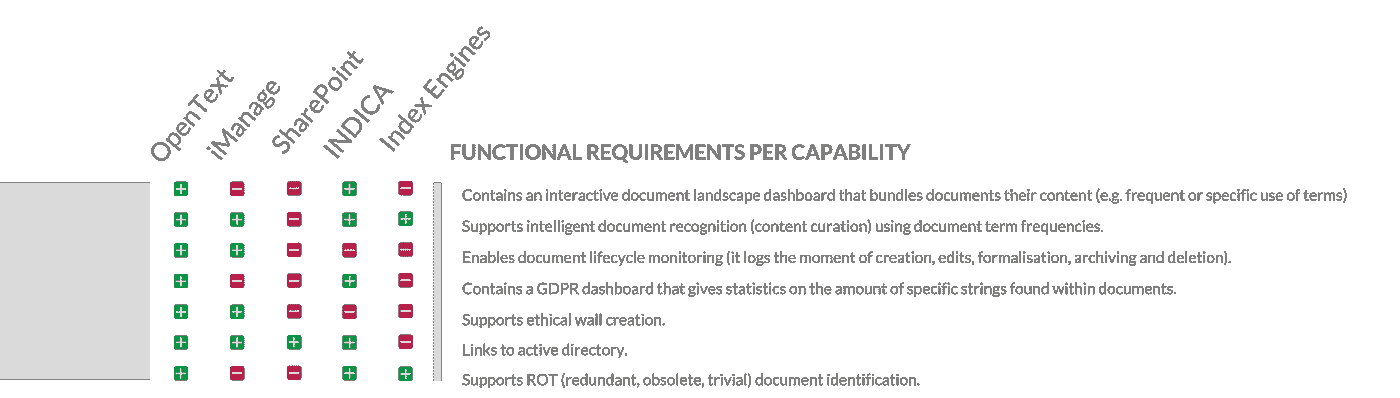 OpenText
iManage
SharePoint
INDICA
Index Engines
FUNCTIONAL REQUIREMENTS PER CAPABILITY
Contains an interactive document landscape dashboard that bundles documents their content (e.g. frequent or specific use of terms)
Supports intelligent document recognition (content curation) using document term frequencies.
Enables document lifecycle monitoring (it logs the moment of creation, edits, formalisation, archiving and deletion).
Contains a GDPR dashboard that gives statistics on the amount of specific strings found within documents.
Supports ethical wall creation.
Links to active directory.
Supports ROT (redundant, obsolete, trivial) document identification.